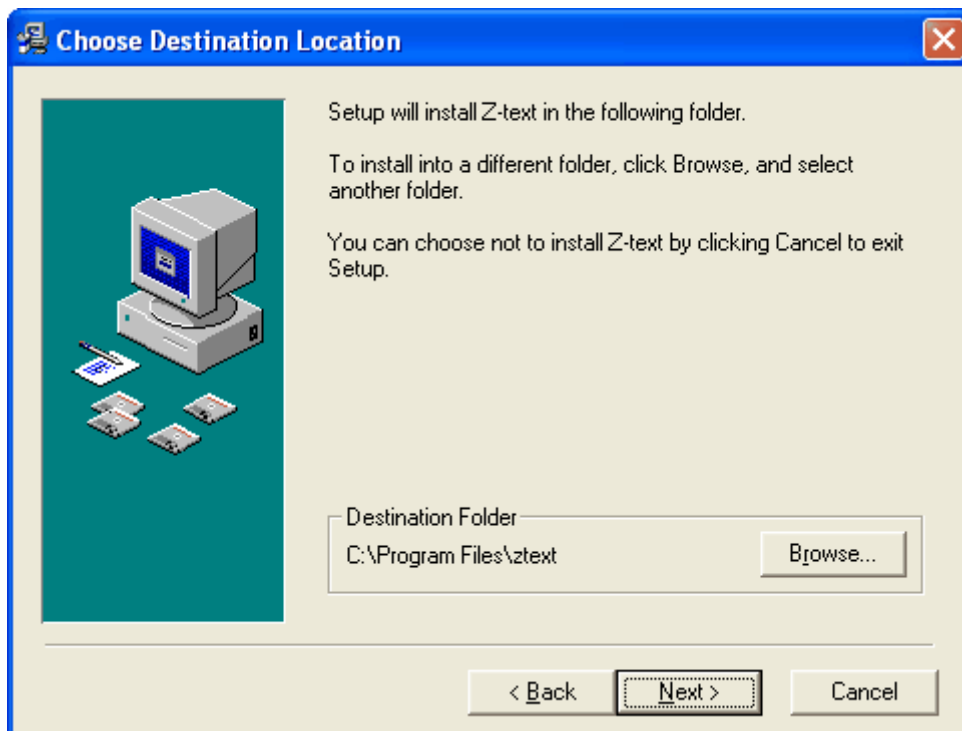 Choose Destination Location
Setup will install Z-text in the following folder.
To install into a different folder, click Browse, and select
another folder.
You can choose not to install Z-text by clicking Cancel to exit
Setup.
Destination Folder
C:\Program Files\ztext
Browse...
< Back
Next >
Cancel